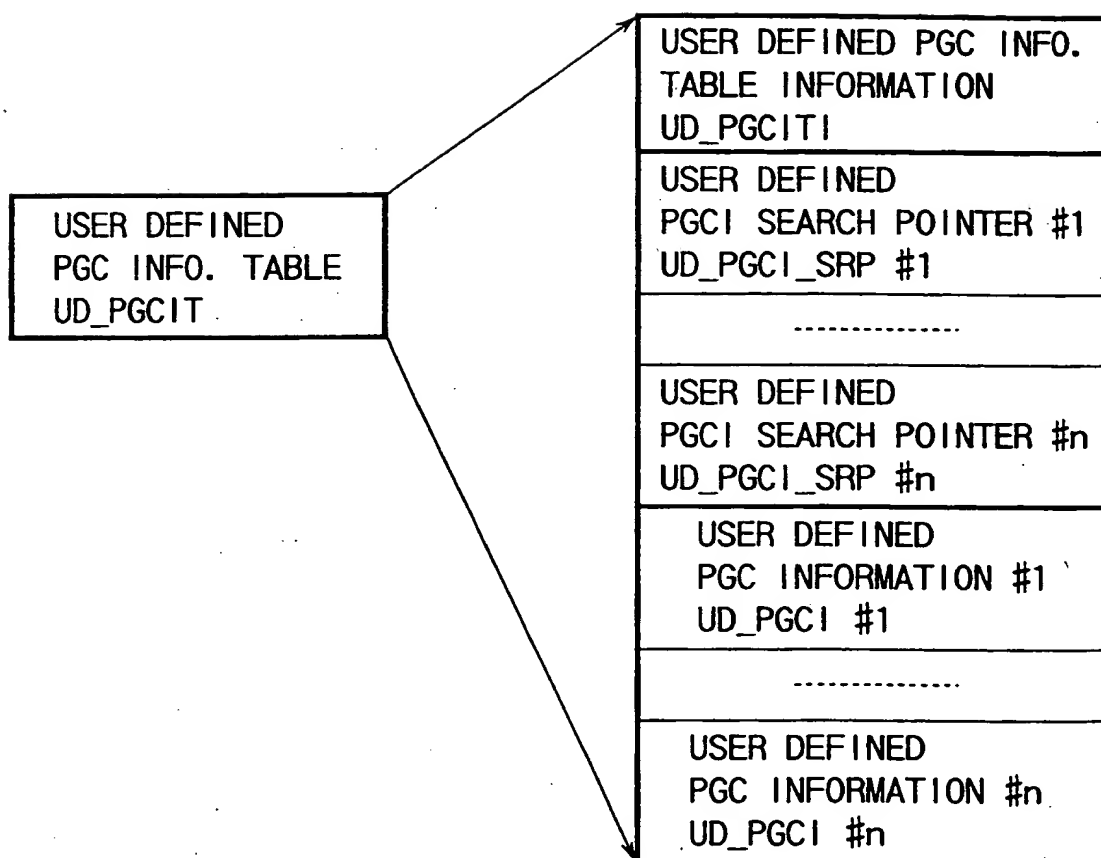 USER DEFINED
PGC INFO. TABLE
UD_PGCIT
USER DEFINED PGC INFO.
TABLE INFORMATION
UD_PGCITI
USER DEFINED
PGCI SEARCH POINTER #1
UD_PGCI_SRP #1
---------------
USER DEFINED
PGCI SEARCH POINTER #n
UD_PGCI_SRP #n
USER DEFINED
PGC INFORMATION #1
UD_PGCI #1
---------------
USER DEFINED
PGC INFORMATION #n
UD_PGCI #n